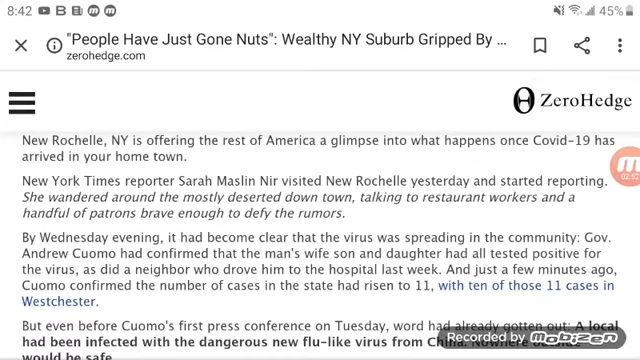 8:42
45%
"People Have Just Gone Nuts": Wealthy NY Suburb Gripped By ...
zerohedge.com
ZeroHedge
New Rochelle, NY is offering the rest of America a glimpse into what happens once Covid-19 has
arrived in your home town.
New York Times reporter Sarah Maslin Nir visited New Rochelle yesterday and started reporting.
She wandered around the mostly deserted down town, talking to restaurant workers and a
handful of patrons brave enough to defy the rumors.
02:52
By Wednesday evening, it had become clear that the virus was spreading in the community: Gov.
Andrew Cuomo had confirmed that the man's wife son and daughter had all tested positive for
the virus, as did a neighbor who drove him to the hospital last week. And just a few minutes ago,
Cuomo confirmed the number of cases in the state had risen to 11, with ten of those 11 cases in
Westchester.
But even before Cuomo's first press conference on Tuesday, word had already gotten out: A local
had been infected with the dangerous new flu-like virus from China. Nowhere
would be safe.
Recorded by Mobizen